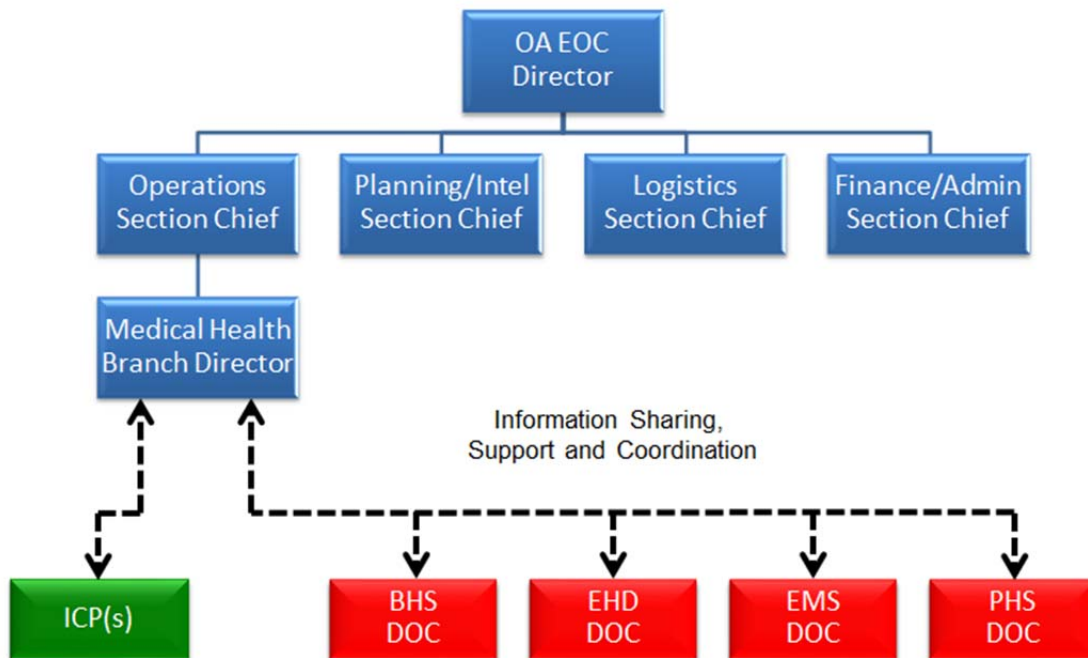 OA EOC
Director
Operations
Section Chief
Planning/Intel
Section Chief
Logistics
Section Chief
Finance/Admin
Section Chief
Medical Health
Branch Director
Information Sharing,
Support and Coordination
ICP(s)
BHS
DOC
EHD
DOC
EMS
DOC
PHS
DOC